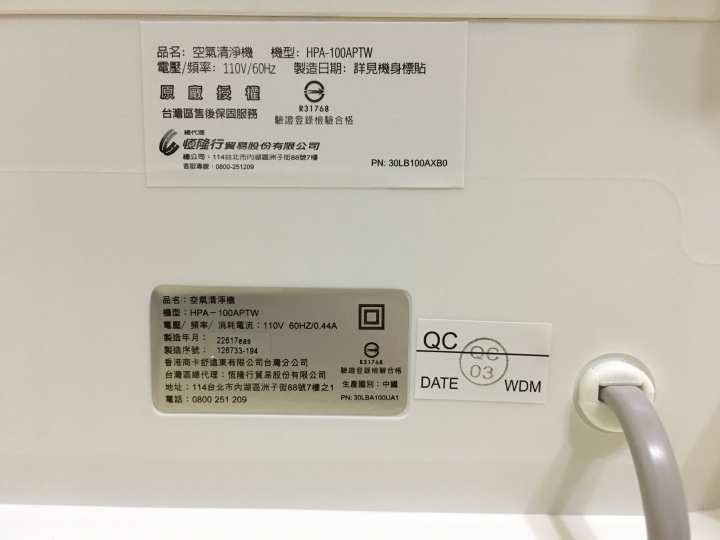 品名: 空氣清淨機 機型: HPA-100APTW
電壓/頻率: 110V/60Hz 製造日期: 詳見機身標貼
原廠授權
台灣區售後保固服務
R31768
驗證登錄檢驗合格
總代理
恆隆行貿易股份有限公司
總公司：114台北市內湖區洲子街88號7樓
客服專線：0800-251209
PN: 30LB100AXB0
品名：空氣清淨機
機型：HPA－100APTW
電壓/ 頻率/ 消耗電流：110V 60HZ/0.44A
製造年月： 22617eas
製造序號： 126733-194
香港商卡舒遠東有限公司台灣分公司
台灣區總代理：恆隆行貿易股份有限公司
地址：114台北市內湖區洲子街88號7樓之1
電話：0800 251 209
R31768
驗證登錄檢驗合格
生產國別：中國
PN: 30LBA100UA1
QC
QC
03
DATE WDM